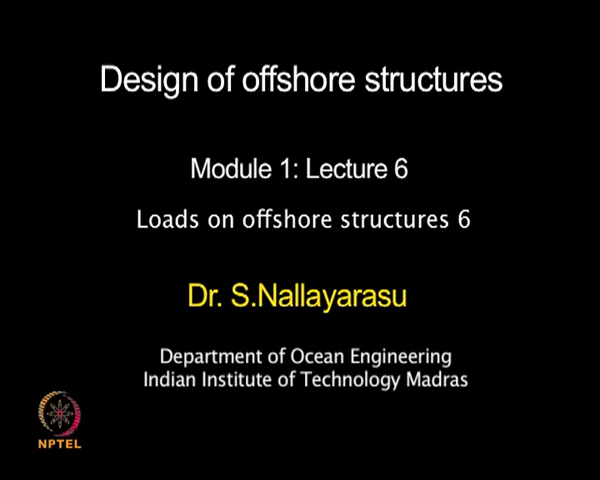 Design of offshore structures
Module 1: Lecture 6
Loads on offshore structures 6
Dr. S.Nallayarasu
Department of Ocean Engineering
Indian Institute of Technology Madras
NPTEL